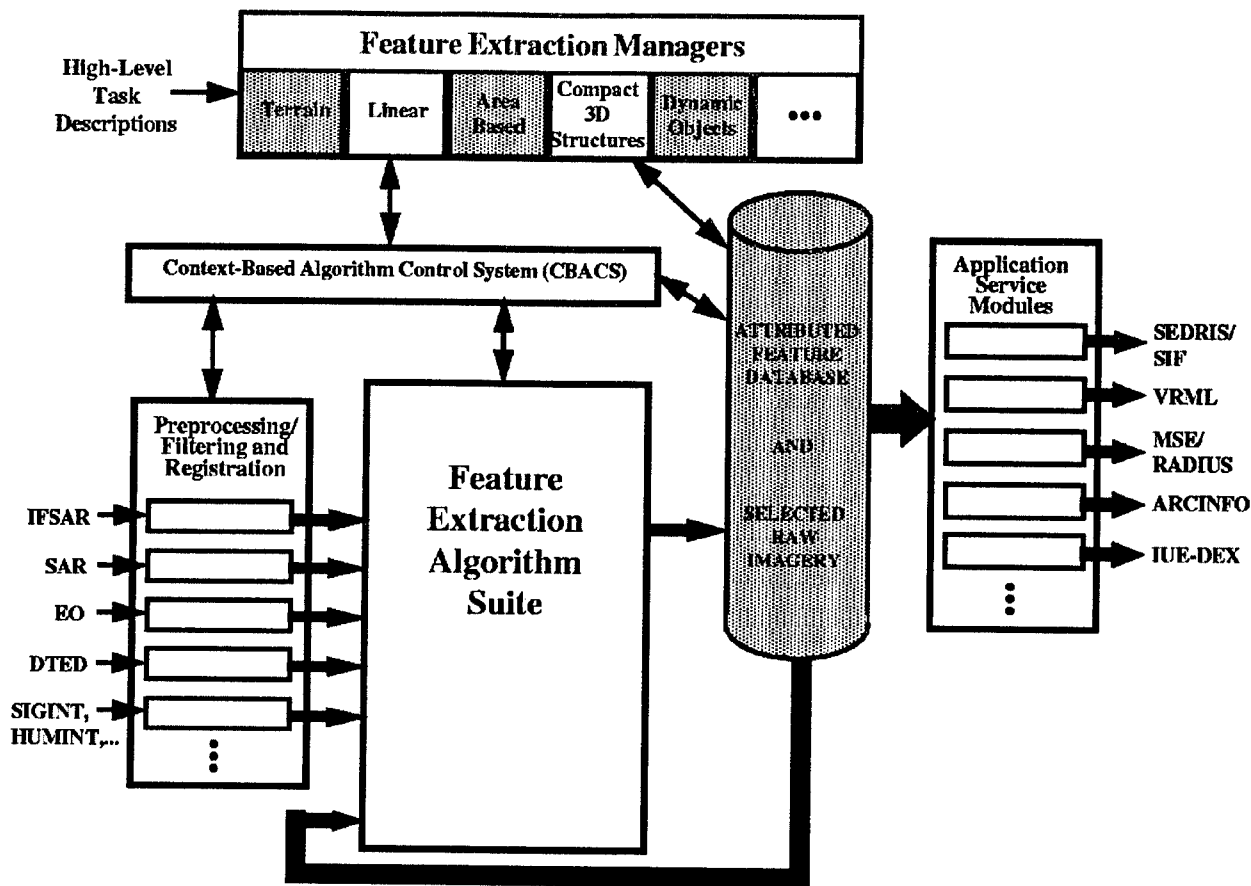 Feature Extraction Managers
High-Level
Task
Descriptions
Terrain
Linear
Area
Based
Compact
3D
Structures
Dynamic
Objects
•••
Context-Based Algorithm Control System (CBACS)
Preprocessing/
Filtering and
Registration
IFSAR
SAR
EO
DTED
SIGINT,
HUMINT,...
Feature
Extraction
Algorithm
Suite
ATTRIBUTED
FEATURE
DATABASE
AND
SELECTED
RAW
IMAGERY
Application
Service
Modules
SEDRIS/
SIF
VRML
MSE/
RADIUS
ARCINFO
IUE-DEX